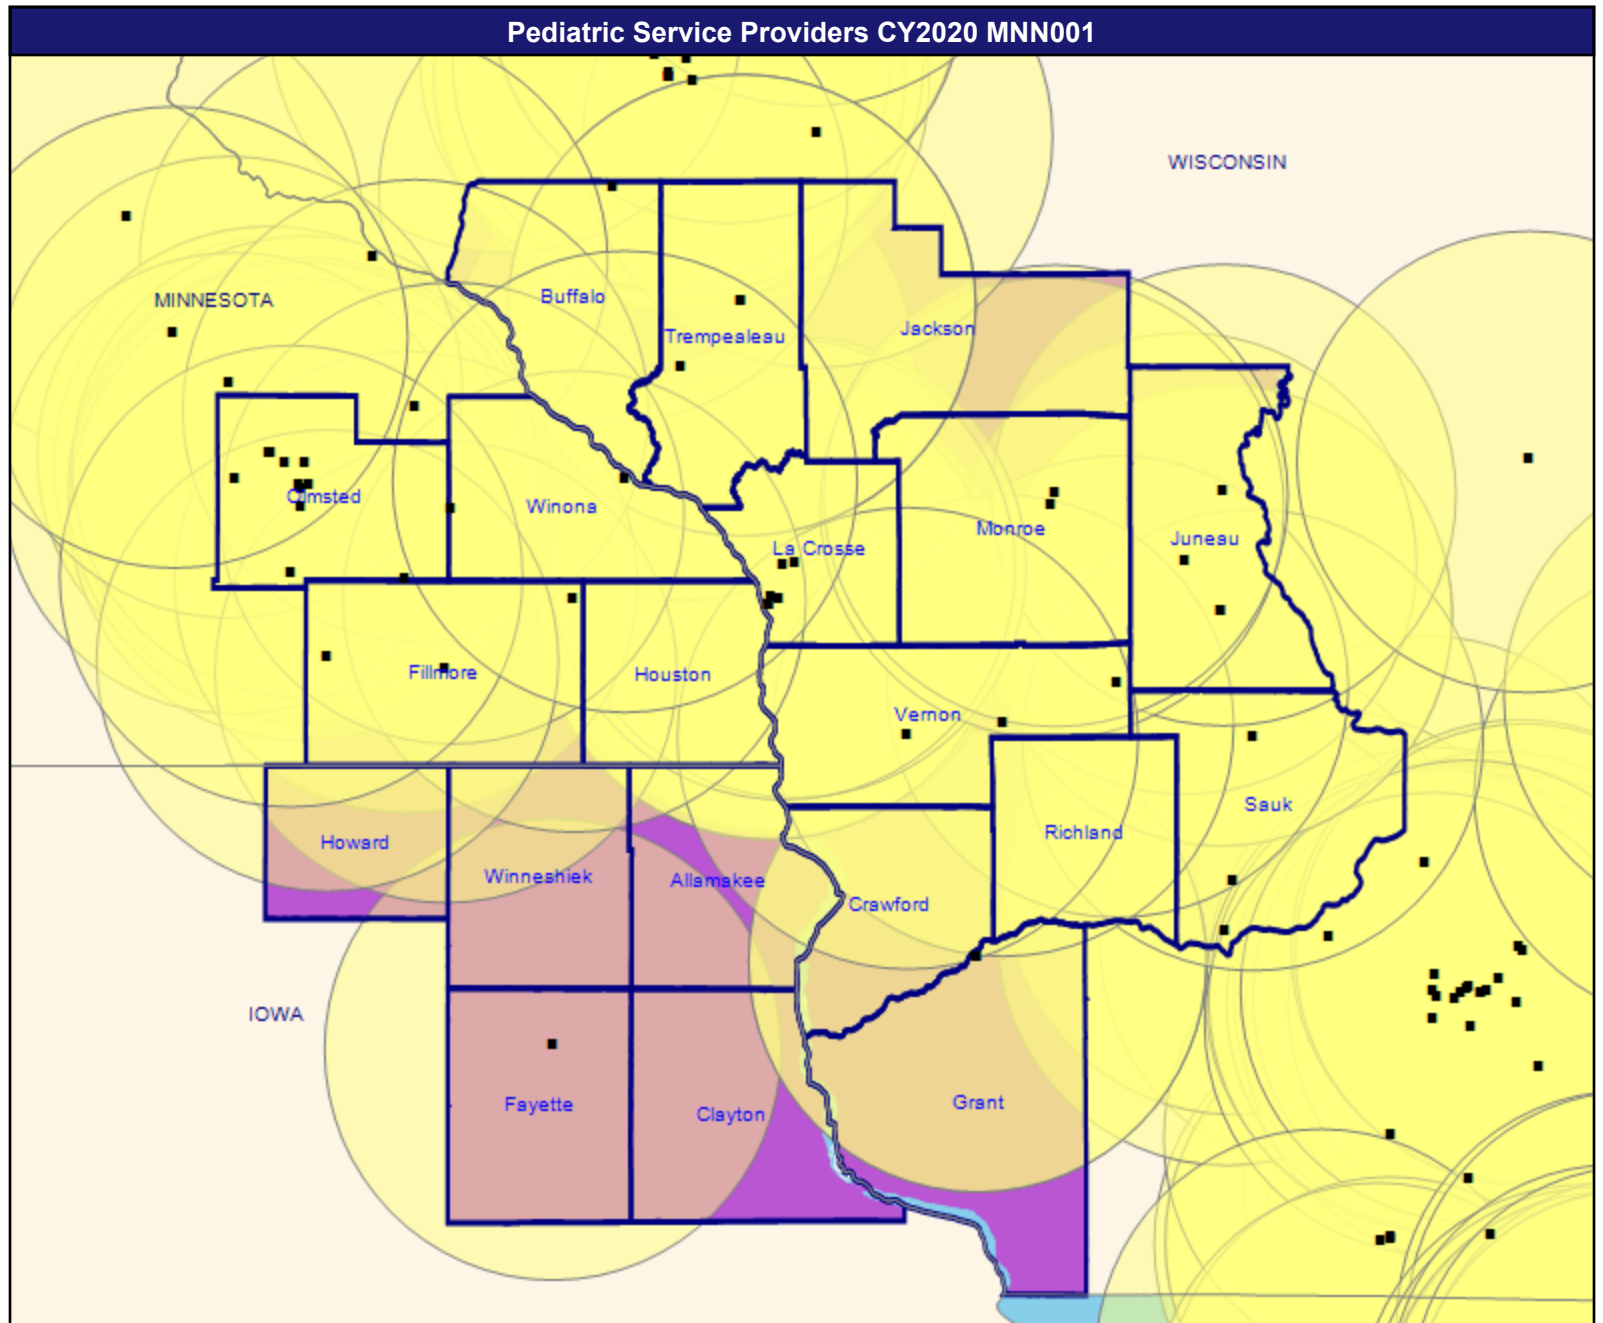 Pediatric Service Providers CY2020 MNN001
WISCONSIN
MINNESOTA
Buffalo
Trempealeau
Jackson
Olmsted
Winona
La Crosse
Monroe
Juneau
Fillmore
Houston
Vernon
Sauk
Richland
Howard
Winneshiek
Allamakee
Crawford
IOWA
Fayette
Clayton
Grant